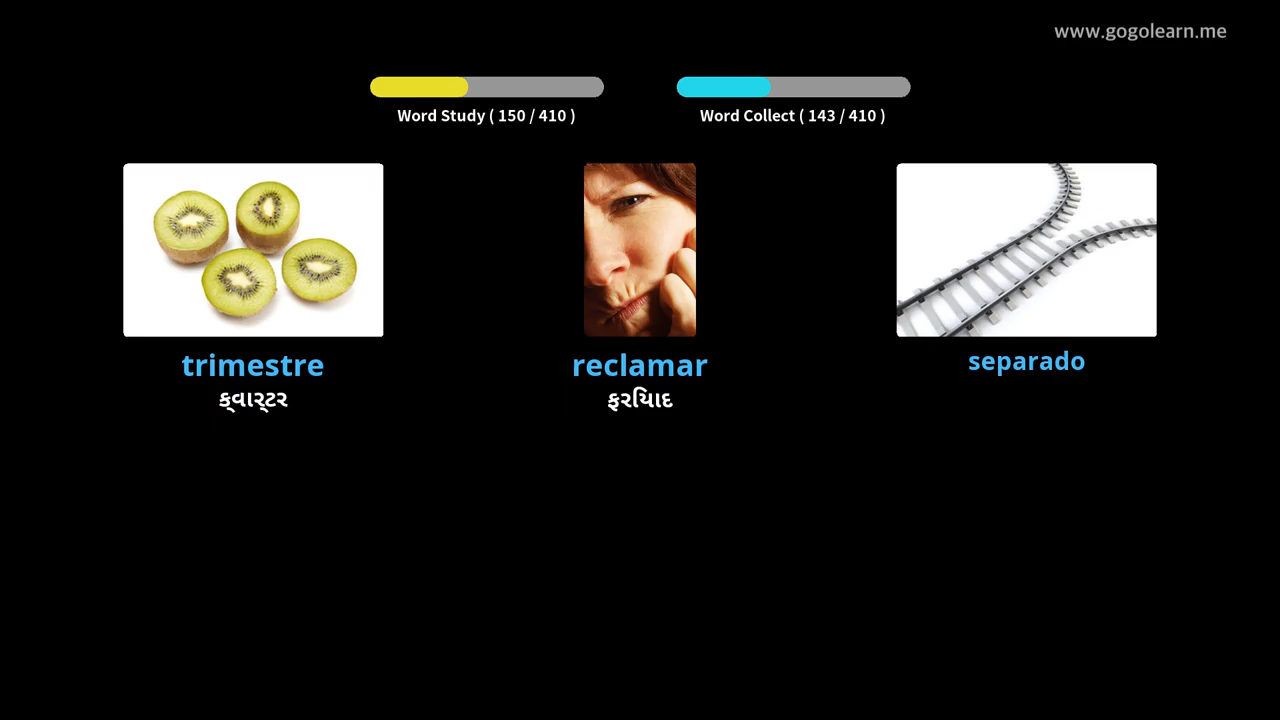 www.gogolearn.me
Word Study ( 150 / 410 )
Word Collect ( 143 / 410 )
trimestre
ક્વાર્ટર
reclamar
ફરિયાદ
separado